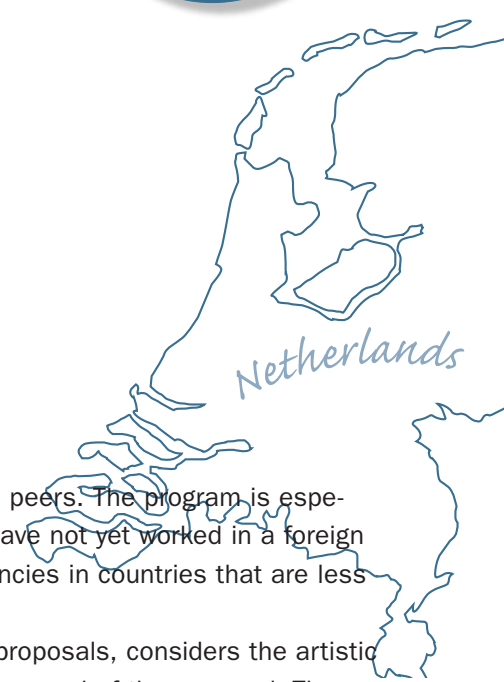 Netherlands
peers. The program is espe-
ave not yet worked in a foreign
ncies in countries that are less
proposals, considers the artistic